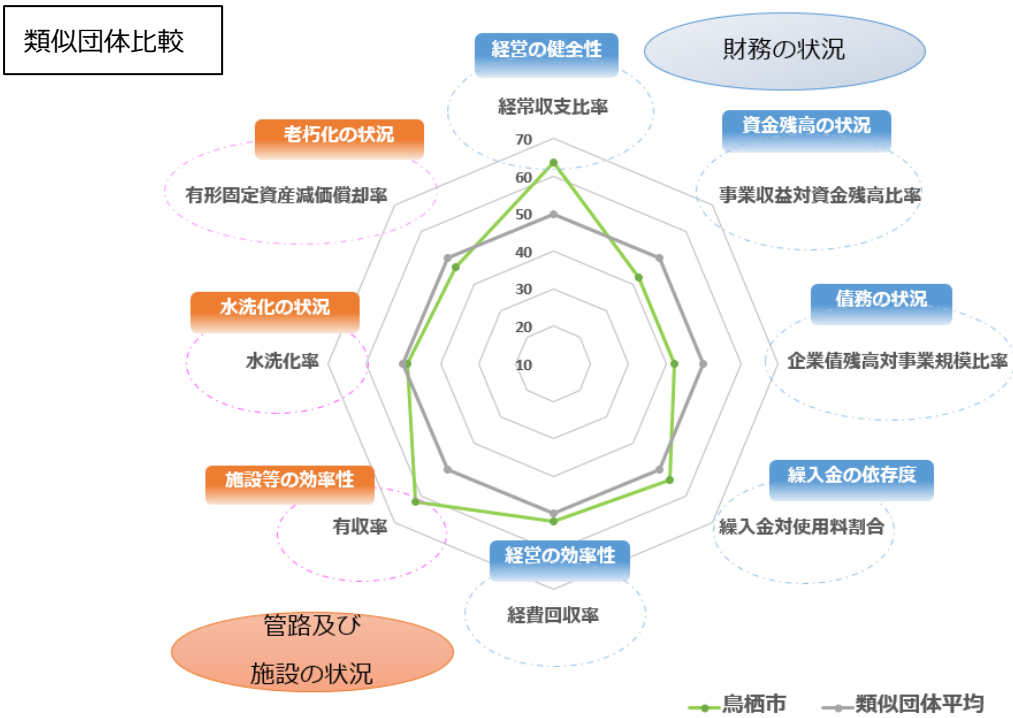 類似団体比較
財務の状況
経営の健全性
経常収支比率
資金残高の状況
事業収益対資金残高比率
債務の状況
企業債残高対事業規模比率
繰入金の依存度
繰入金対使用料割合
経営の効率性
経費回収率
施設等の効率性
有収率
水洗化の状況
水洗化率
老朽化の状況
有形固定資産減価償却率
70
60
50
40
30
20
10
管路及び
施設の状況
鳥栖市
類似団体平均